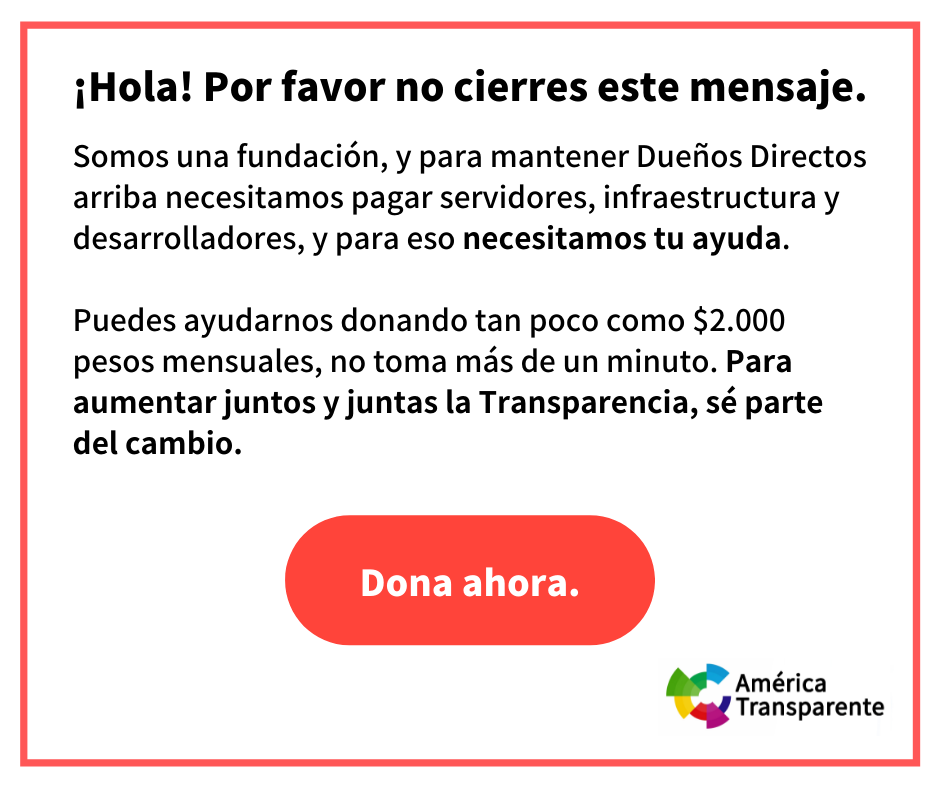 ¡Hola! Por favor no cierres este mensaje.
Somos una fundación, y para mantener Dueños Directos
arriba necesitamos pagar servidores, infraestructura y
desarrolladores, y para eso necesitamos tu ayuda.
Puedes ayudarnos donando tan poco como $2.000
pesos mensuales, no toma más de un minuto. Para
aumentar juntos y juntas la Transparencia, sé parte
del cambio.
Dona ahora.
América
Transparente